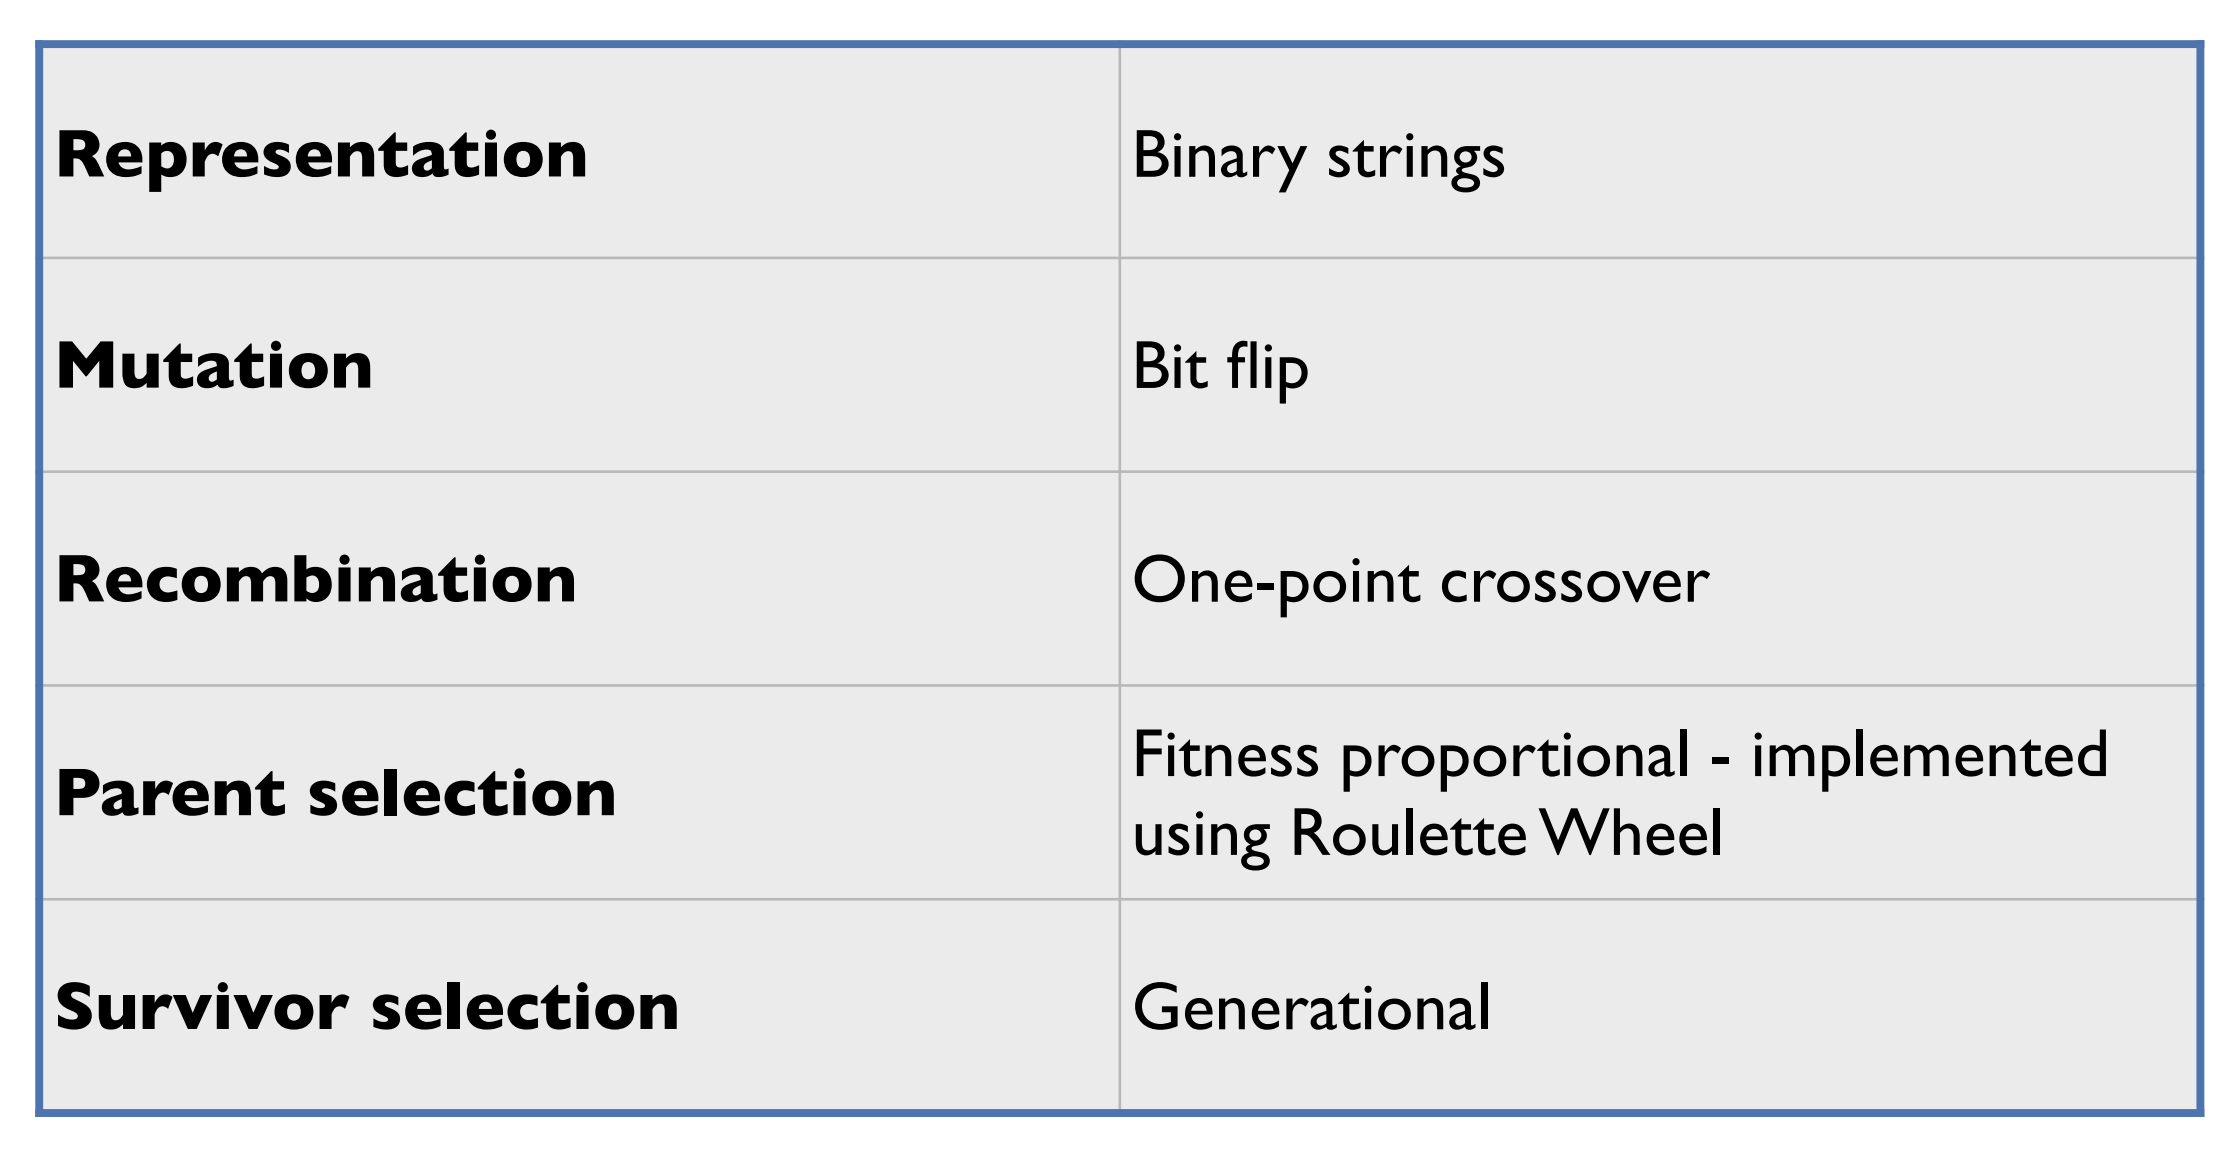 Representation
Binary strings
Mutation
Bit flip
Recombination
One-point crossover
Parent selection
Fitness proportional - implemented
using Roulette Wheel
Survivor selection
Generational